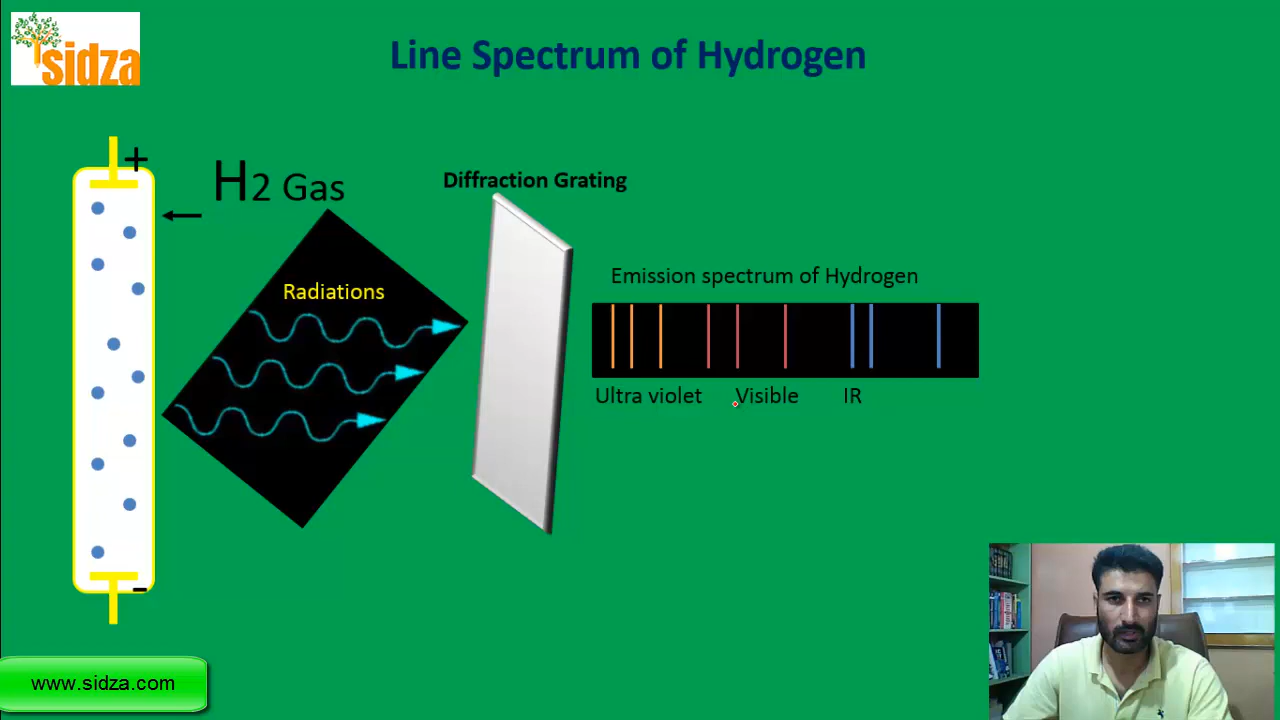 sidza
Line Spectrum of Hydrogen
+
H2 Gas
Diffraction Grating
Radiations
Emission spectrum of Hydrogen
Ultra violet Visible IR
-
www.sidza.com